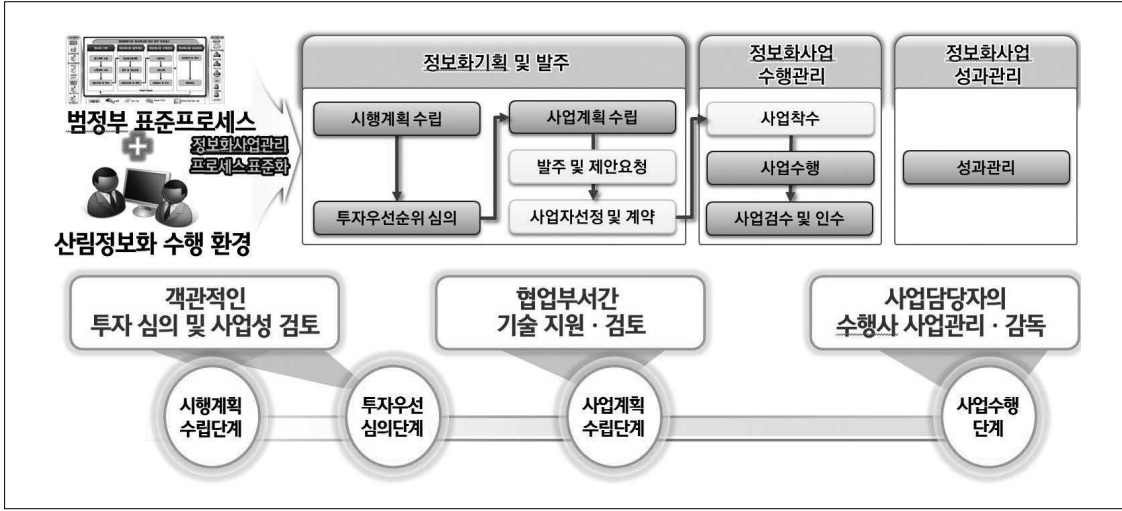 범정부 표준프로세스
정보화사업관리
프로세스표준화
산림정보화 수행 환경
정보화기획 및 발주
시행계획 수립
투자우선순위 심의
사업계획 수립
발주 및 제안요청
사업자선정 및 계약
정보화사업
수행관리
사업착수
사업수행
사업검수 및 인수
정보화사업
성과관리
성과관리
객관적인
투자 심의 및 사업성 검토
협업부서간
기술 지원 · 검토
사업담당자의
수행사 사업관리 · 감독
시행계획
수립단계
투자우선
심의단계
사업계획
수립단계
사업수행
단계